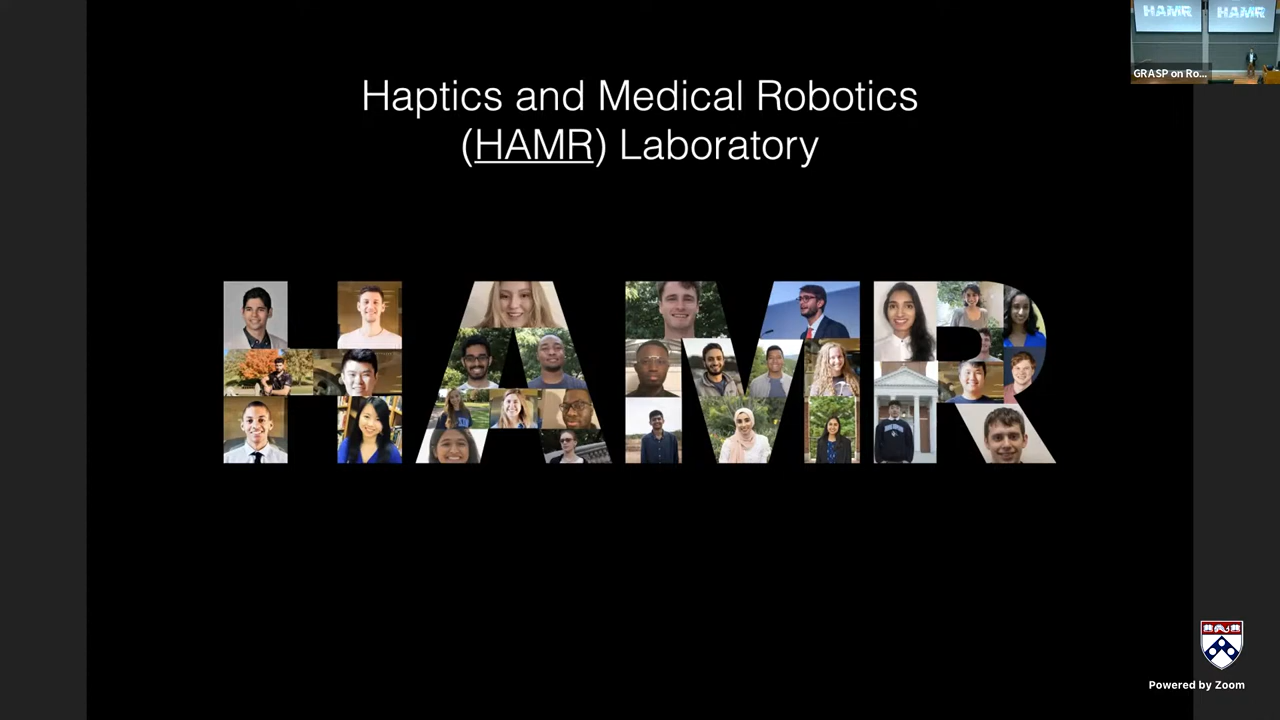 Haptics and Medical Robotics
(HAMR) Laboratory
HAMR HAMR
GRASP on Ro...
HAMR
Powered by Zoom